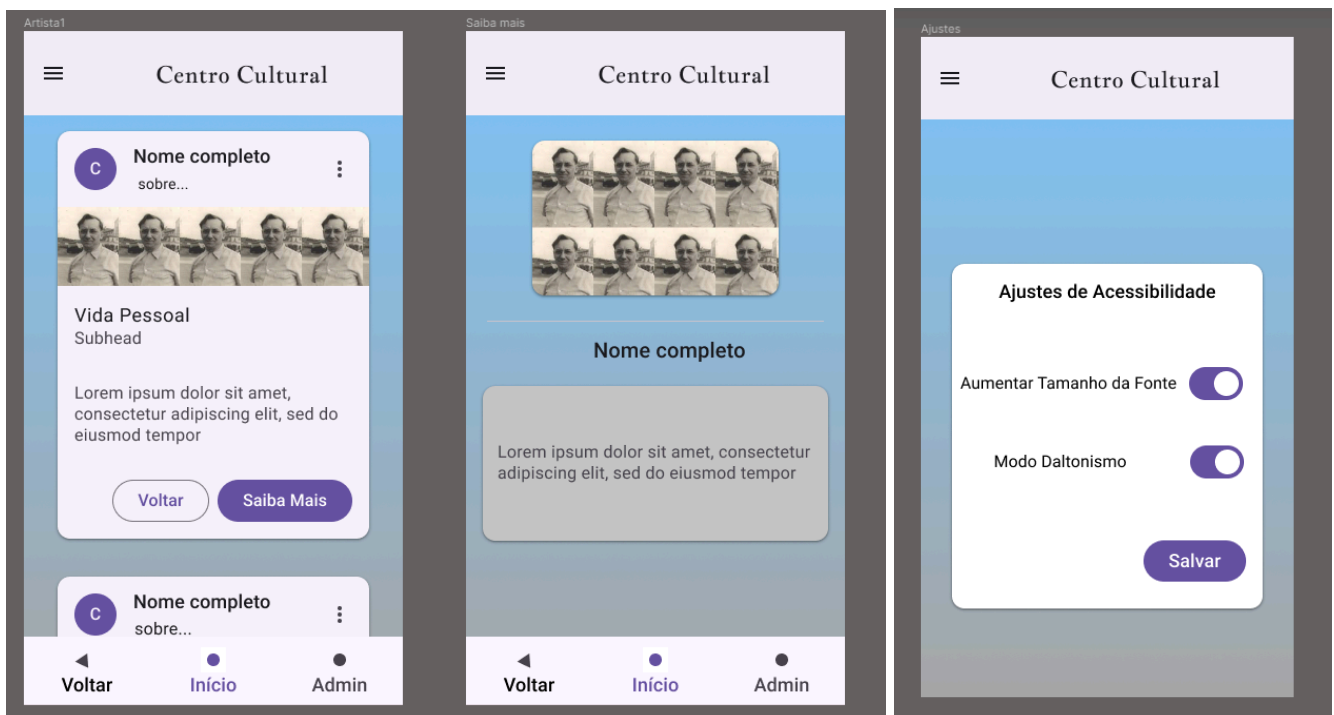 Artista1
Centro Cultural
C
Nome completo
sobre...
Vida Pessoal
Subhead
Lorem ipsum dolor sit amet,
consectetur adipiscing elit, sed do
eiusmod tempor
Voltar
Saiba Mais
C
Nome completo
sobre...
Voltar
Início
Admin
Saiba mais
Centro Cultural
Nome completo
Lorem ipsum dolor sit amet, consectetur
adipiscing elit, sed do eiusmod tempor
Voltar
Início
Admin
Ajustes
Centro Cultural
Ajustes de Acessibilidade
Aumentar Tamanho da Fonte
Modo Daltonismo
Salvar